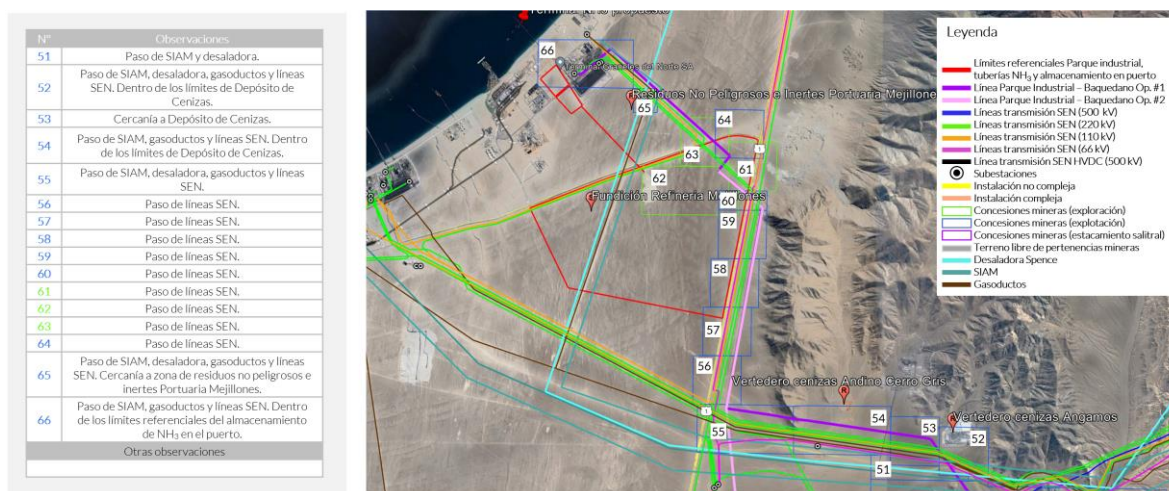 N° Observaciones
51 Paso de SIAM y desaladora.
52 Paso de SIAM, desaladora, gasoductos y líneas
SEN. Dentro de los límites de Depósito de
Cenizas.
53 Cercanía a Depósito de Cenizas.
54 Paso de SIAM, gasoductos y líneas SEN. Dentro
de los límites de Depósito de Cenizas.
55 Paso de SIAM, desaladora, gasoductos y líneas
SEN.
56 Paso de líneas SEN.
57 Paso de líneas SEN.
58 Paso de líneas SEN.
59 Paso de líneas SEN.
60 Paso de líneas SEN.
61 Paso de líneas SEN.
62 Paso de líneas SEN.
63 Paso de líneas SEN.
64 Paso de líneas SEN.
65 Paso de SIAM, desaladora, gasoductos y líneas
SEN. Cercanía a zona de residuos no peligrosos e
inertes Portuaria Mejillones.
66 Paso de SIAM, gasoductos y líneas SEN. Dentro
de los límites referenciales del almacenamiento
de NH₃ en el puerto.
Otras observaciones
Terminal NH3 propuesto
66
Terminal Graneles del Norte SA
Residuos No Peligrosos e Inertes Portuaria Mejillones
65
64
63
1
62
61
Fundición Refinería Mejillones
60
59
58
57
56
Vertedero cenizas Andino Cerro Gris
1
54
Vertedero cenizas Angamos
55
53
52
51
Leyenda
Límites referenciales Parque industrial,
tuberías NH₃ y almacenamiento en puerto
Línea Parque Industrial – Baquedano Op. #1
Línea Parque Industrial – Baquedano Op. #2
Líneas transmisión SEN (500 kV)
Líneas transmisión SEN (220 kV)
Líneas transmisión SEN (110 kV)
Líneas transmisión SEN (66 kV)
Línea transmisión SEN HVDC (500 kV)
Subestaciones
Instalación no compleja
Instalación compleja
Concesiones mineras (exploración)
Concesiones mineras (explotación)
Concesiones mineras (estacamiento salitral)
Terreno libre de pertenencias mineras
Desaladora Spence
SIAM
Gasoductos